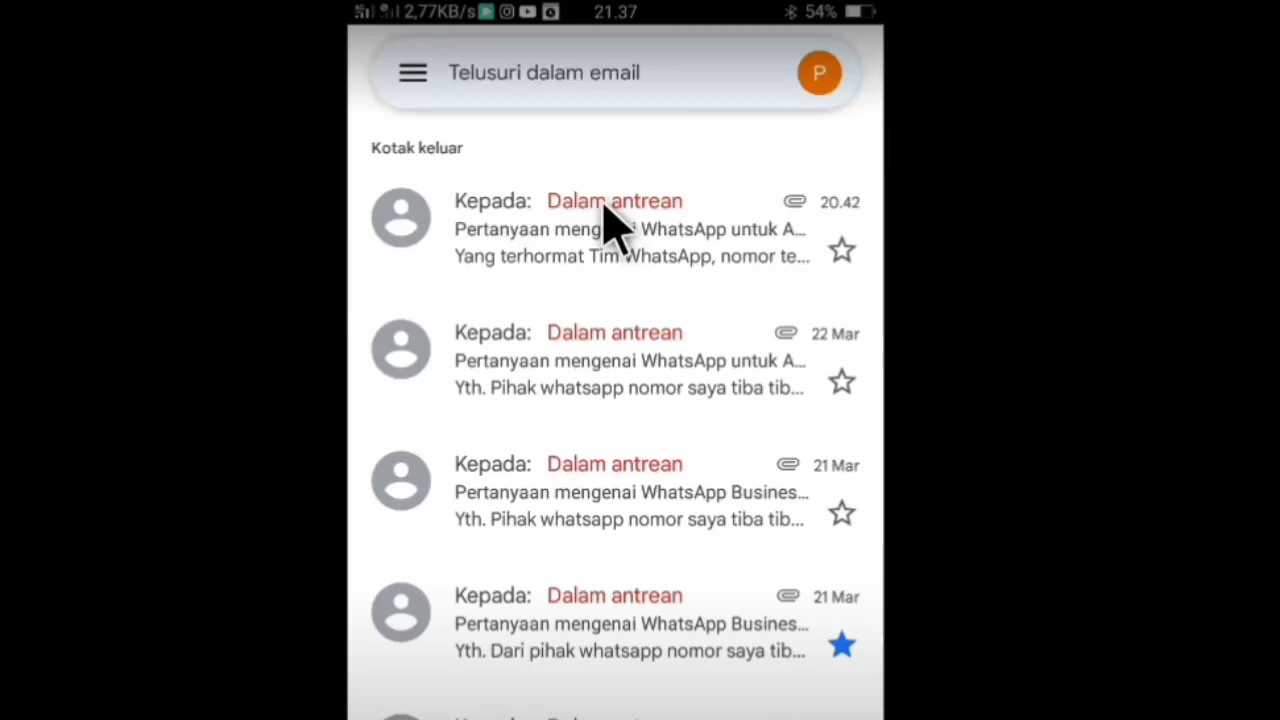 2,77KB/s 21.37 54%
Telusuri dalam email P
Kotak keluar
Kepada: Dalam antrean 20.42
Pertanyaan mengenai WhatsApp untuk A...
Yang terhormat Tim WhatsApp, nomor te...
Kepada: Dalam antrean 22 Mar
Pertanyaan mengenai WhatsApp untuk A...
Yth. Pihak whatsapp nomor saya tiba tib...
Kepada: Dalam antrean 21 Mar
Pertanyaan mengenai WhatsApp Busines...
Yth. Pihak whatsapp nomor saya tiba tib...
Kepada: Dalam antrean 21 Mar
Pertanyaan mengenai WhatsApp Busines...
Yth. Dari pihak whatsapp nomor saya tib...